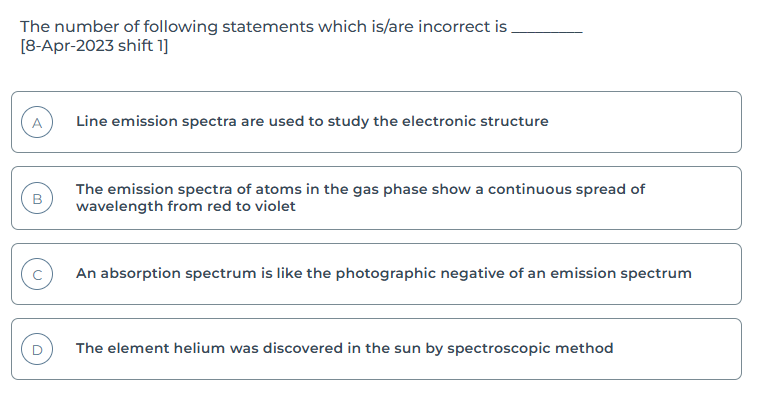 The number of following statements which is/are incorrect is _________
[8-Apr-2023 shift 1]
A Line emission spectra are used to study the electronic structure
B The emission spectra of atoms in the gas phase show a continuous spread of
wavelength from red to violet
C An absorption spectrum is like the photographic negative of an emission spectrum
D The element helium was discovered in the sun by spectroscopic method